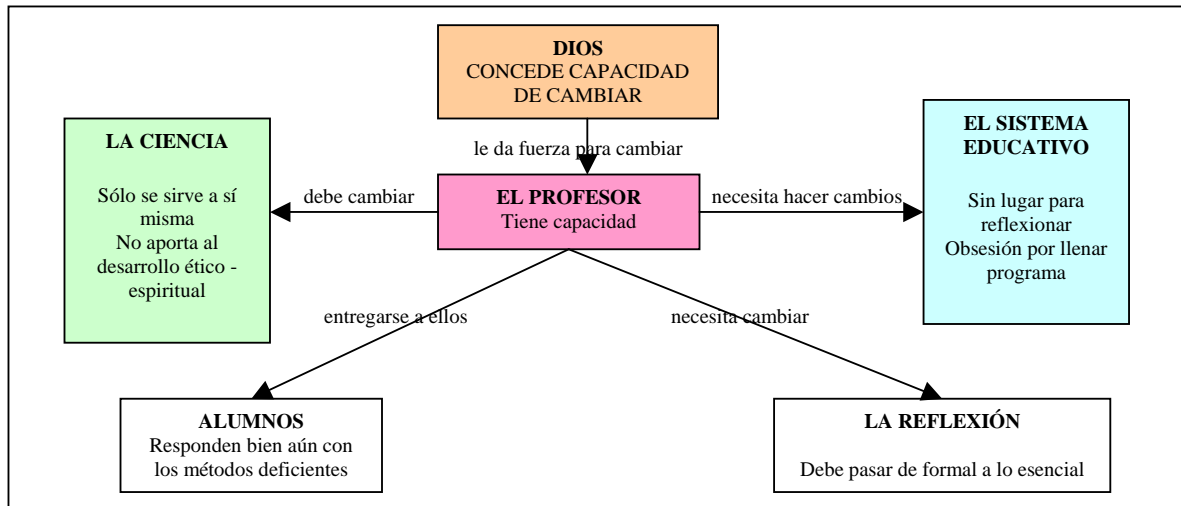 DIOS
CONCEDE CAPACIDAD
DE CAMBIAR
le da fuerza para cambiar
LA CIENCIA
Sólo se sirve a sí
misma
No aporta al
desarrollo ético -
espiritual
debe cambiar
EL PROFESOR
Tiene capacidad
necesita hacer cambios
EL SISTEMA
EDUCATIVO
Sin lugar para
reflexionar
Obsesión por llenar
programa
entregarse a ellos
necesita cambiar
ALUMNOS
Responden bien aún con
los métodos deficientes
LA REFLEXIÓN
Debe pasar de formal a lo esencial